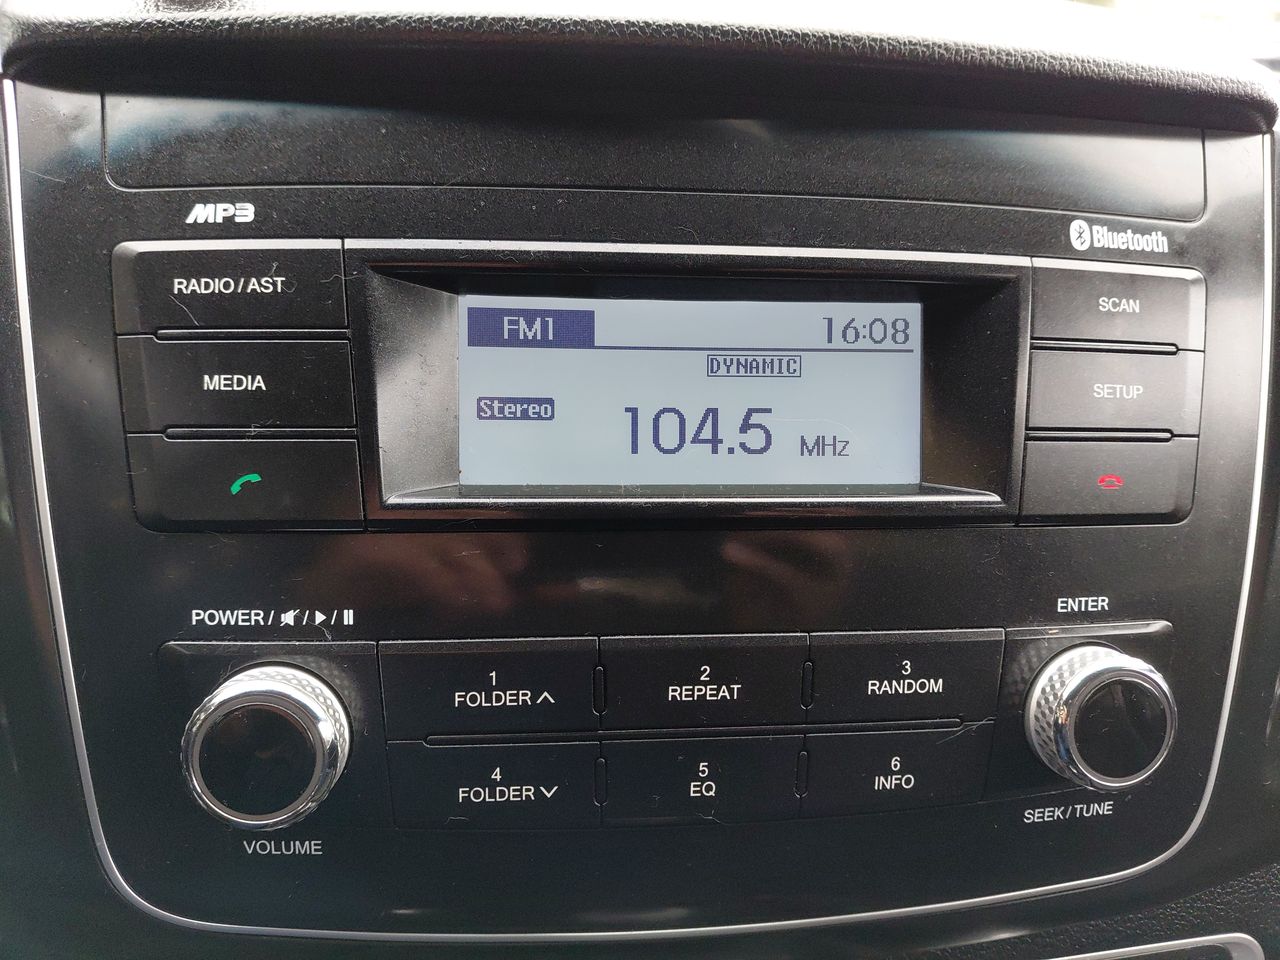 MP3
Bluetooth
RADIO/AST
SCAN
FM1
16:08
DYNAMIC
MEDIA
SETUP
Stereo
104.5 MHz
POWER/ / /
ENTER
1
FOLDER
2
REPEAT
3
RANDOM
4
FOLDER
5
EQ
6
INFO
VOLUME
SEEK/TUNE